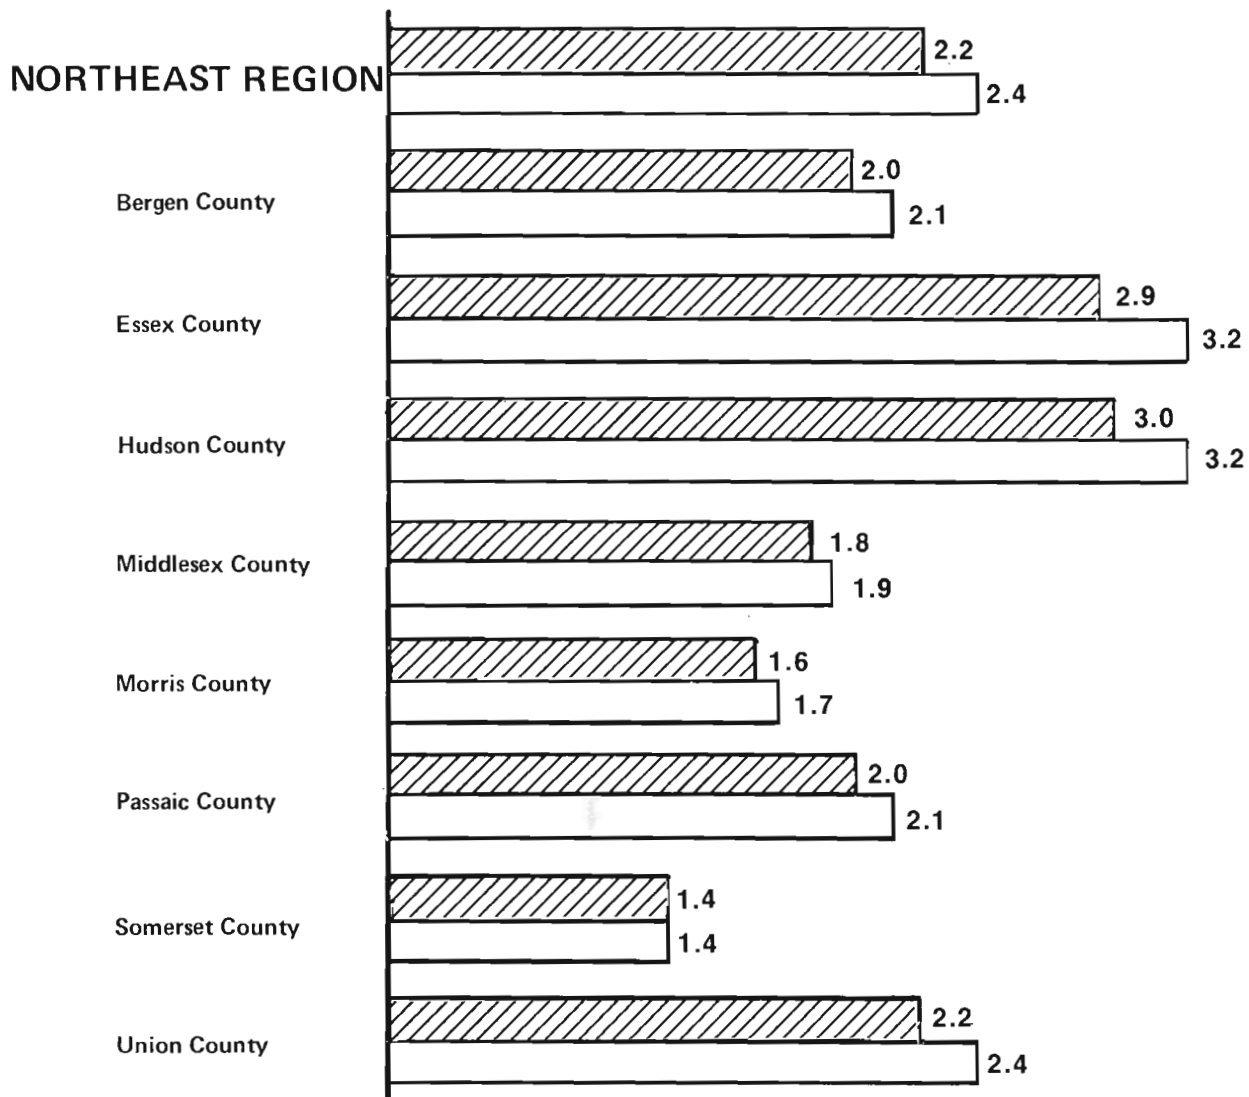 2.2
NORTHEAST REGION
2.4
2.0
Bergen County
2.1
2.9
Essex County
3.2
3.0
Hudson County
3.2
1.8
Middlesex County
1.9
1.6
Morris County
1.7
2.0
Passaic County
2.1
1.4
Somerset County
1.4
2.2
Union County
2.4